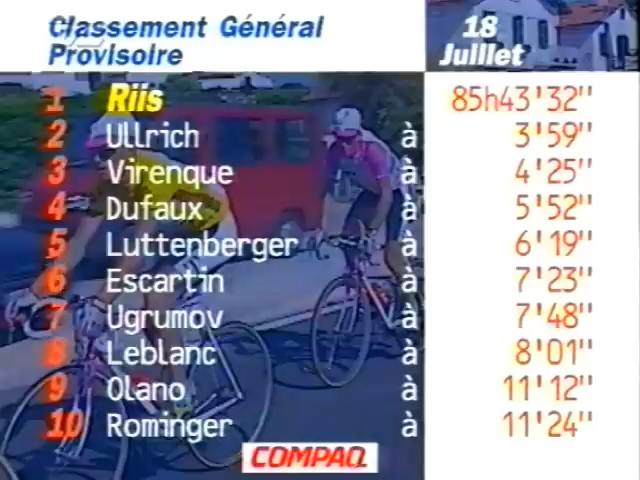 Classement Général
Provisoire
18
Juillet
1 Riis 85h43'32''
2 Ullrich à 3'59''
3 Virenque à 4'25''
4 Dufaux à 5'52''
5 Luttenberger à 6'19''
6 Escartin à 7'23''
7 Ugrumov à 7'48''
8 Leblanc à 8'01''
9 Olano à 11'12''
10 Rominger à 11'24''
COMPAQ